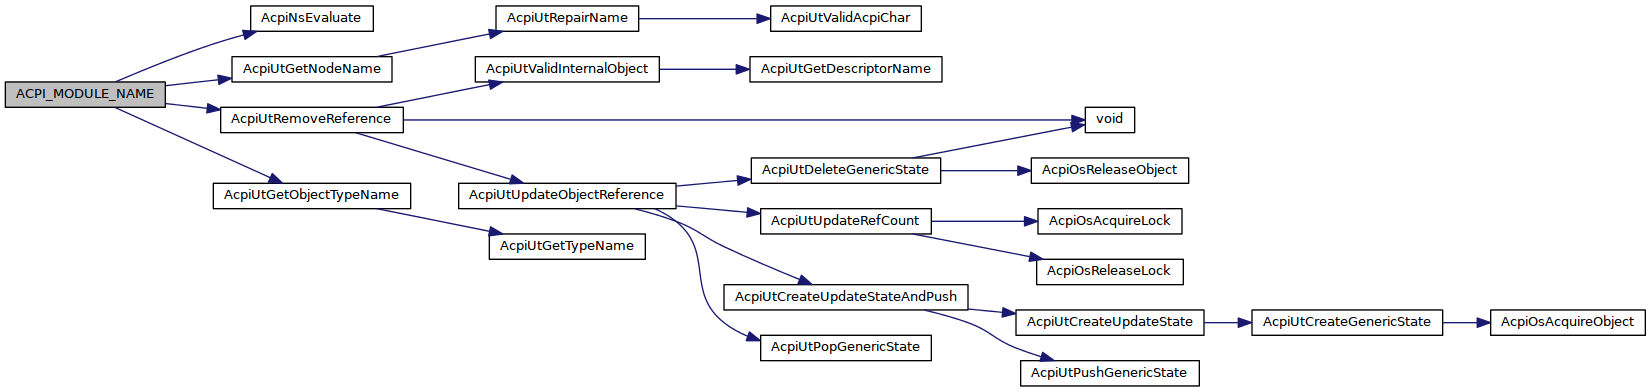 ACPI_MODULE_NAME
AcpiNsEvaluate
AcpiUtGetNodeName
AcpiUtRemoveReference
AcpiUtGetObjectTypeName
AcpiUtRepairName
AcpiUtValidInternalObject
AcpiUtUpdateObjectReference
AcpiUtGetTypeName
AcpiUtValidAcpiChar
AcpiUtGetDescriptorName
AcpiUtDeleteGenericState
AcpiUtUpdateRefCount
AcpiUtCreateUpdateStateAndPush
AcpiUtPopGenericState
void
AcpiOsReleaseObject
AcpiOsAcquireLock
AcpiOsReleaseLock
AcpiUtCreateUpdateState
AcpiUtPushGenericState
AcpiUtCreateGenericState
AcpiOsAcquireObject